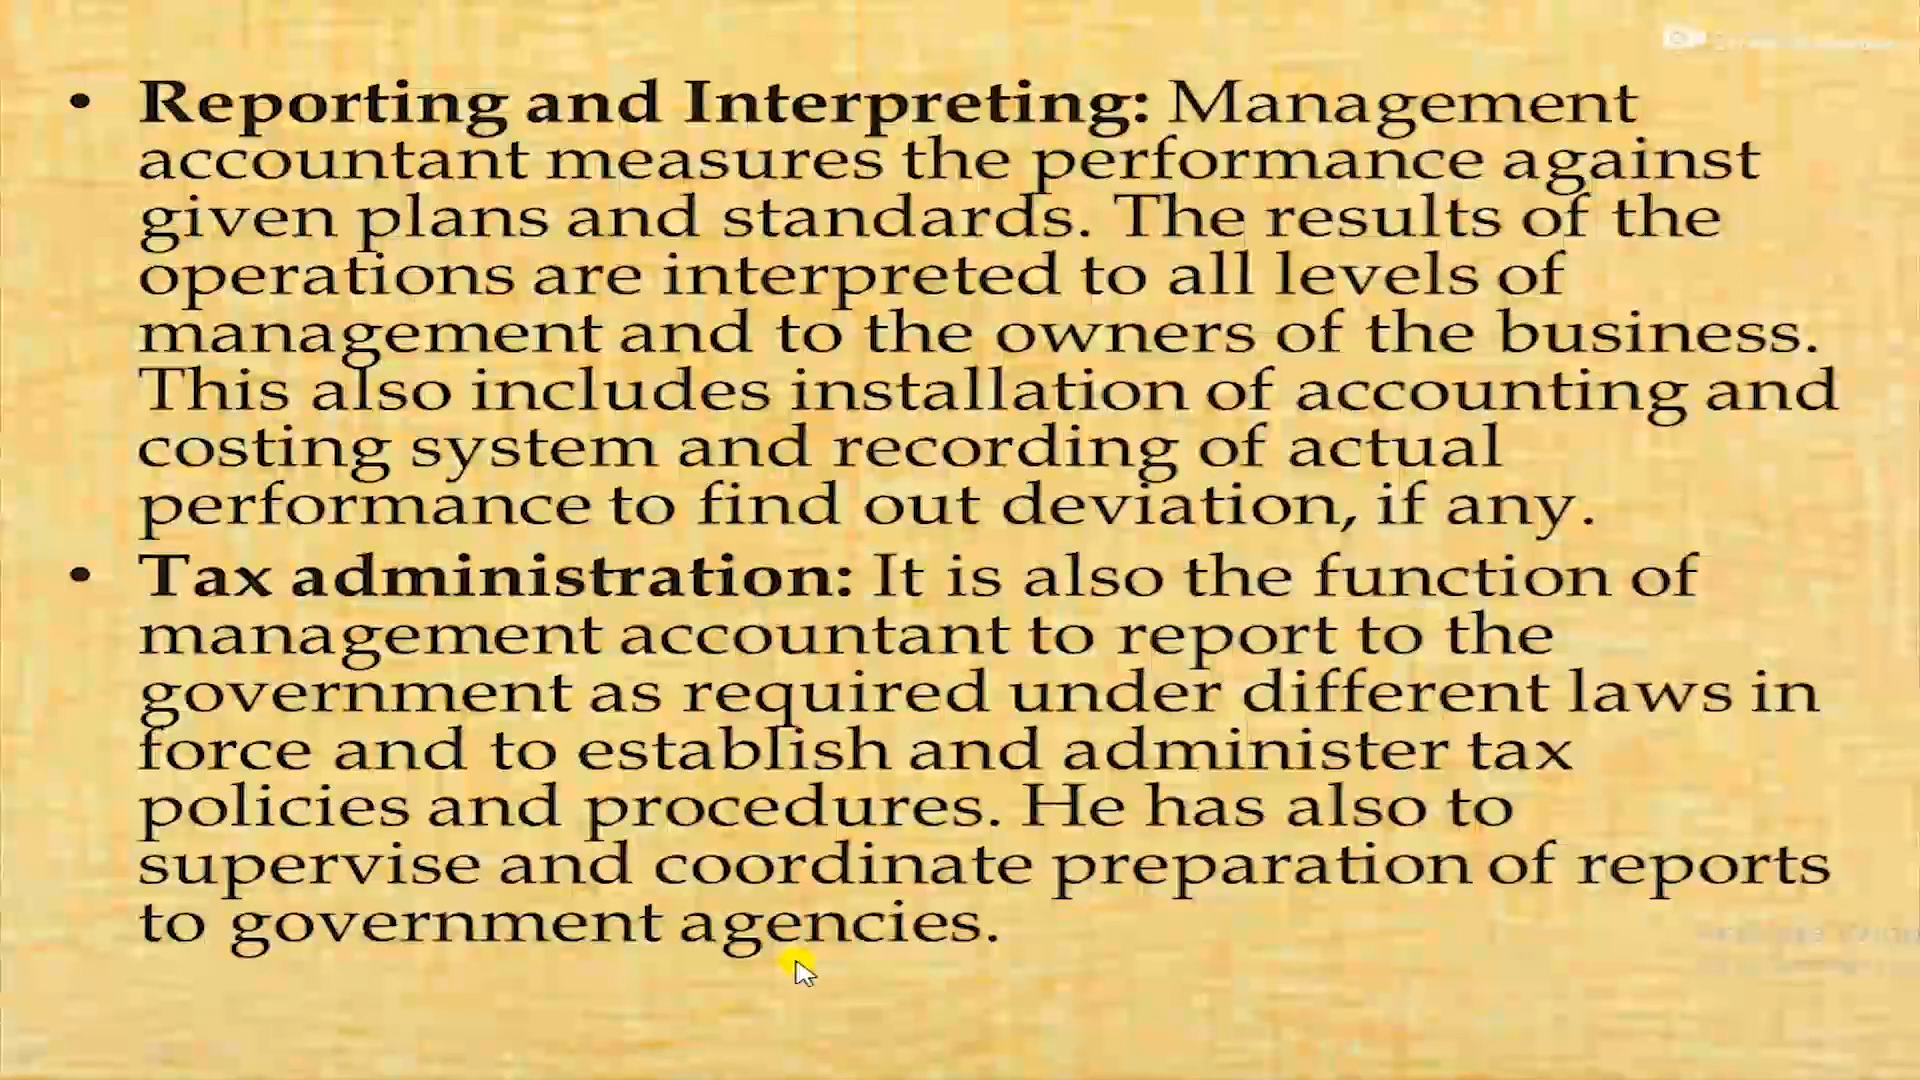 • Reporting and Interpreting: Management
accountant measures the performance against
given plans and standards. The results of the
operations are interpreted to all levels of
management and to the owners of the business.
This also includes installation of accounting and
costing system and recording of actual
performance to find out deviation, if any.
• Tax administration: It is also the function of
management accountant to report to the
government as required under different laws in
force and to establish and administer tax
policies and procedures. He has also to
supervise and coordinate preparation of reports
to government agencies.